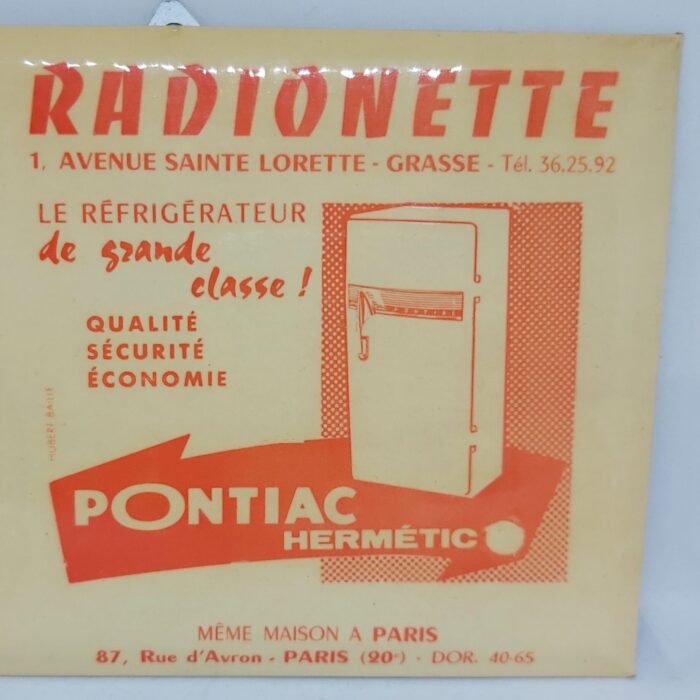 RADIONETTE
1, AVENUE SAINTE LORETTE - GRASSE - Tél. 36.25.92
LE RÉFRIGÉRATEUR
de grande
classe !
QUALITÉ
SÉCURITÉ
ÉCONOMIE
PONTIAC
PONTIAC
HERMÉTIC
MÊME MAISON A PARIS
87, Rue d'Avron - PARIS (20e) - DOR. 40-65